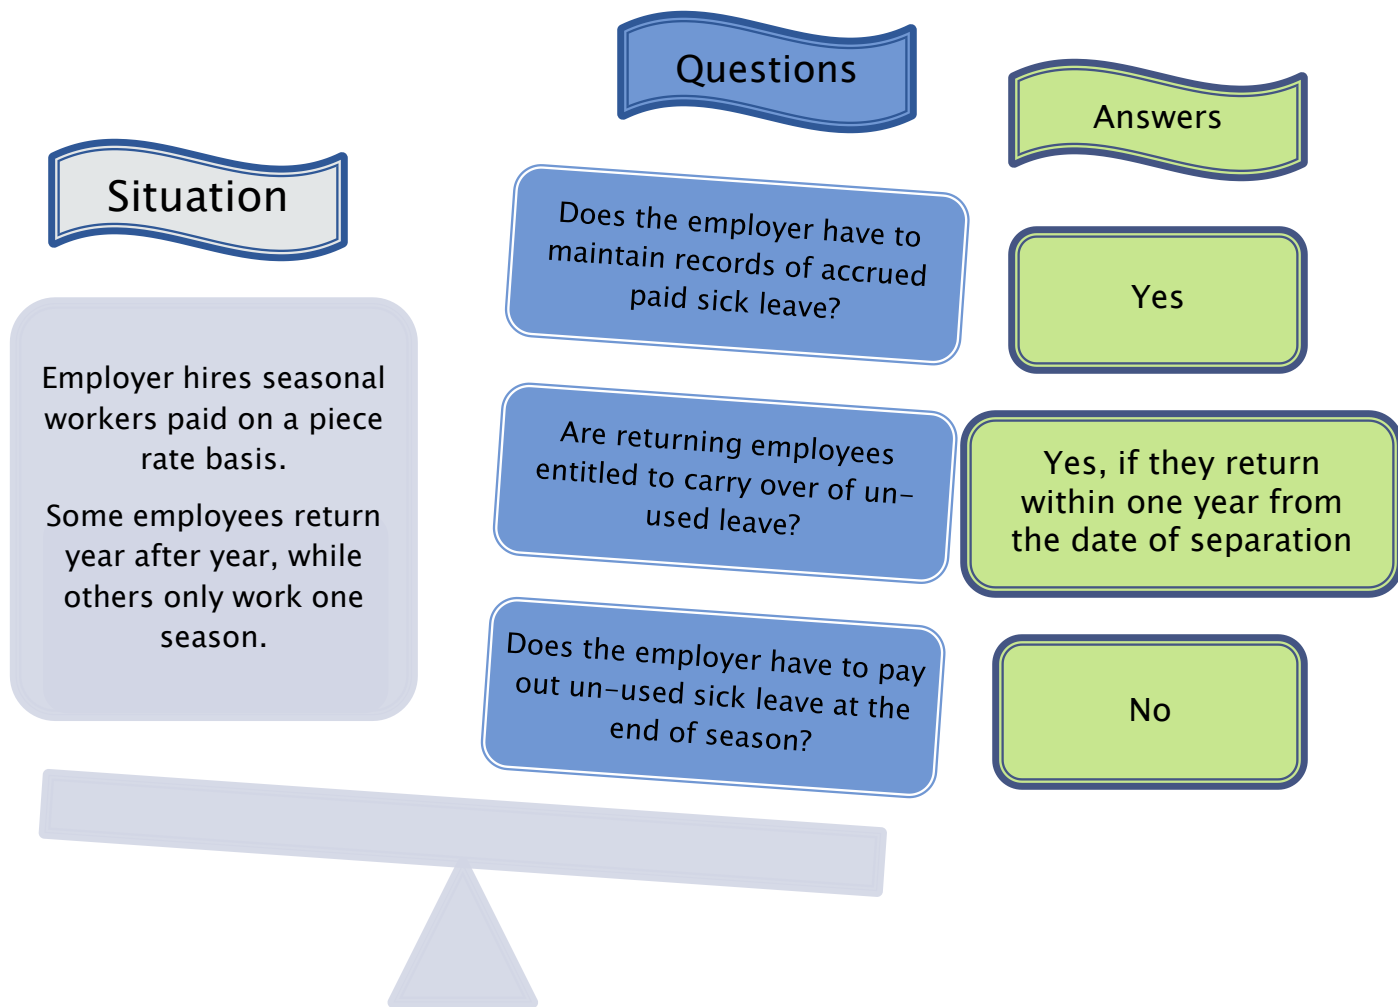 Situation
Employer hires seasonal
workers paid on a piece
rate basis.
Some employees return
year after year, while
others only work one
season.
Questions
Does the employer have to
maintain records of accrued
paid sick leave?
Are returning employees
entitled to carry over of un-
used leave?
Does the employer have to pay
out un-used sick leave at the
end of season?
Answers
Yes
Yes, if they return
within one year from
the date of separation
No